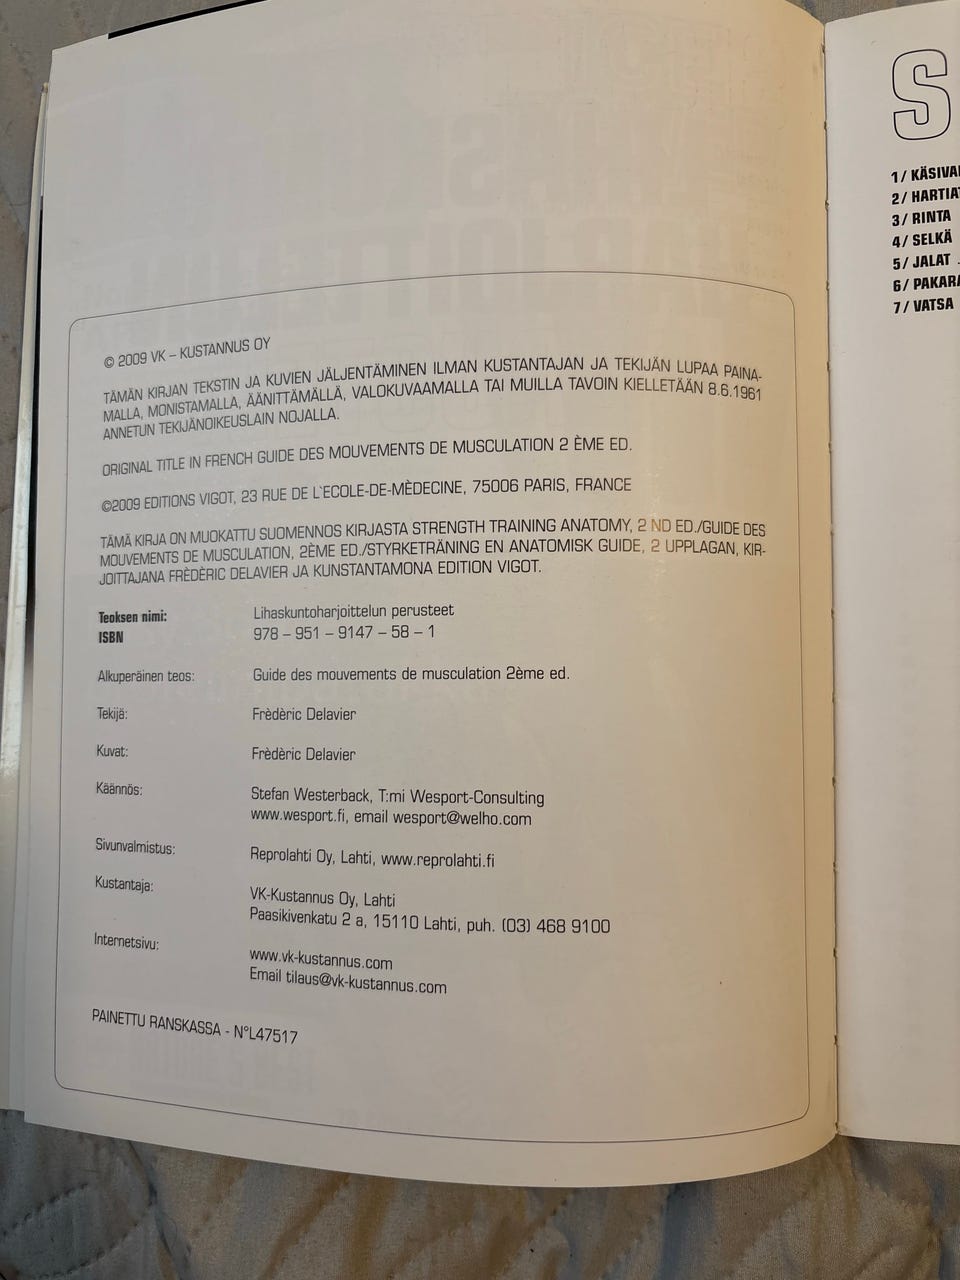 © 2009 VK – KUSTANNUS OY
TÄMÄN KIRJAN TEKSTIN JA KUVIEN JÄLJENTÄMINEN ILMAN KUSTANTAJAN JA TEKIJÄN LUPAA PAINA-
MALLA, MONISTAMALLA, ÄÄNITTÄMÄLLÄ, VALOKUVAAMALLA TAI MUILLA TAVOIN KIELLETÄÄN 8.6.1961
ANNETUN TEKIJÄNOIKEUSLAIN NOJALLA.
ORIGINAL TITLE IN FRENCH GUIDE DES MOUVEMENTS DE MUSCULATION 2 ÈME ED.
©2009 EDITIONS VIGOT, 23 RUE DE L`ECOLE-DE-MÈDECINE, 75006 PARIS, FRANCE
TÄMÄ KIRJA ON MUOKATTU SUOMENNOS KIRJASTA STRENGTH TRAINING ANATOMY, 2 ND ED./GUIDE DES
MOUVEMENTS DE MUSCULATION, 2ÈME ED./STYRKETRÄNING EN ANATOMISK GUIDE, 2 UPPLAGAN, KIR-
JOITTAJANA FRÈDÈRIC DELAVIER JA KUNSTANTAMONA EDITION VIGOT.
Teoksen nimi: Lihaskuntoharjoittelun perusteet
ISBN 978 – 951 – 9147 – 58 – 1
Alkuperäinen teos: Guide des mouvements de musculation 2ème ed.
Tekijä: Frèdèric Delavier
Kuvat: Frèdèric Delavier
Käännös: Stefan Westerback, T:mi Wesport-Consulting
www.wesport.fi, email wesport@welho.com
Sivunvalmistus: Reprolahti Oy, Lahti, www.reprolahti.fi
Kustantaja: VK-Kustannus Oy, Lahti
Paasikivenkatu 2 a, 15110 Lahti, puh. (03) 468 9100
Internetsivu: www.vk-kustannus.com
Email tilaus@vk-kustannus.com
PAINETTU RANSKASSA - N°L47517
S
1/ KÄSIVA
2/ HARTIAT
3/ RINTA
4/ SELKÄ
5/ JALAT
6/ PAKARA
7/ VATSA